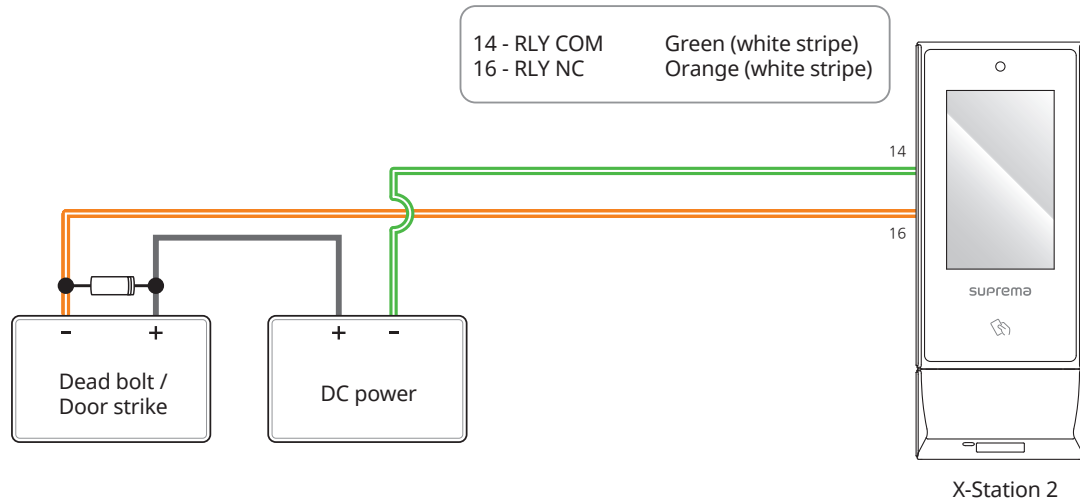 14 - RLY COM Green (white stripe)
16 - RLY NC Orange (white stripe)
14
16
suprema
- +
Dead bolt /
Door strike
+ -
DC power
X-Station 2